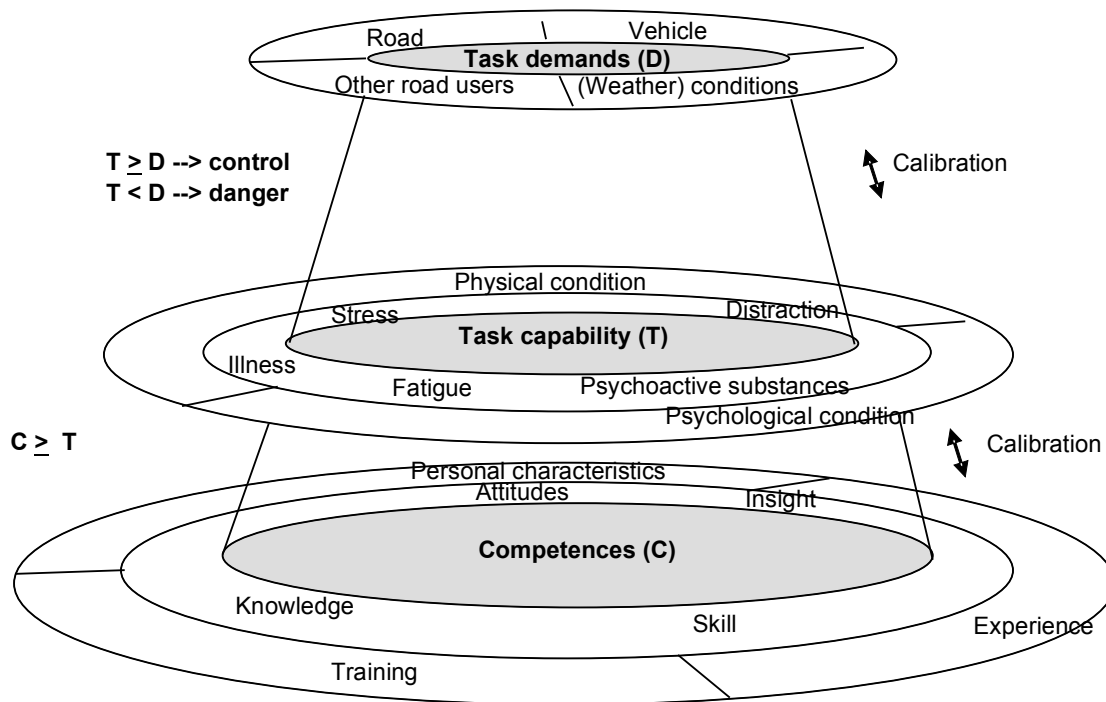 Road
Vehicle
Task demands (D)
Other road users
(Weather) conditions
T ≥ D --> control
T < D --> danger
Calibration
Physical condition
Stress
Distraction
Task capability (T)
Illness
Fatigue
Psychoactive substances
Psychological condition
C ≥ T
Calibration
Personal characteristics
Attitudes
Insight
Competences (C)
Knowledge
Skill
Experience
Training